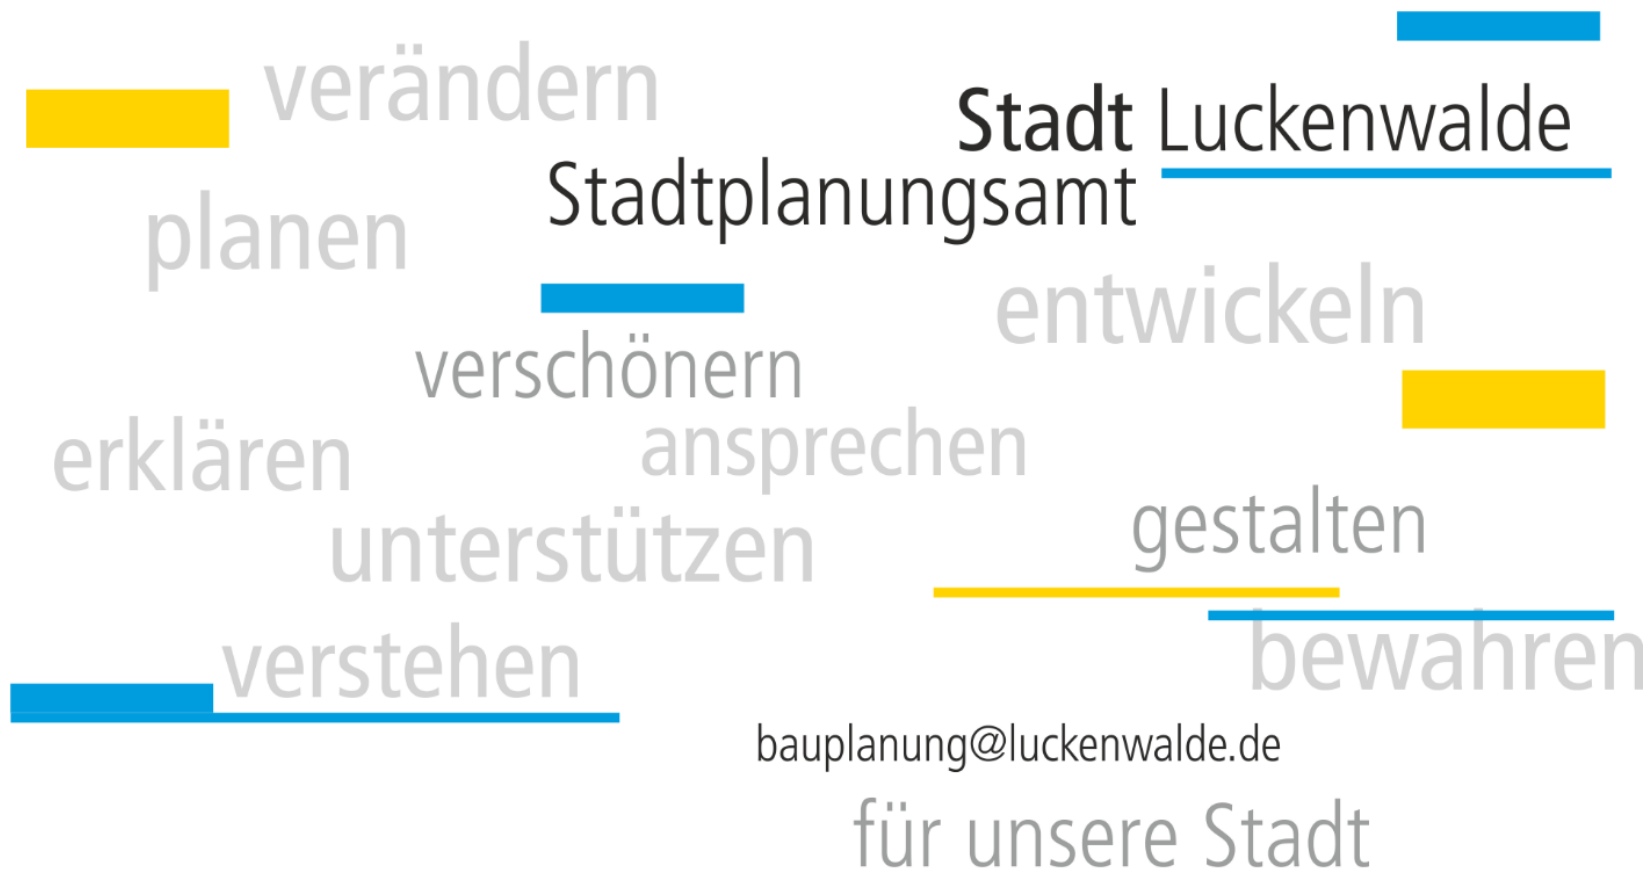 verändern
Stadt Luckenwalde
Stadtplanungsamt
planen
entwickeln
verschönern
erklären
ansprechen
gestalten
unterstützen
verstehen
bewahren
bauplanung@luckenwalde.de
für unsere Stadt